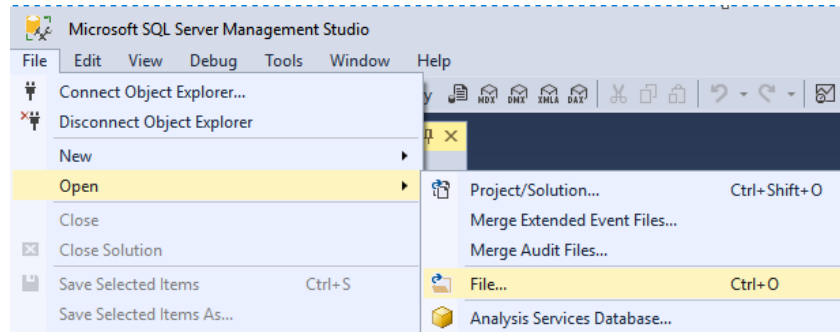 Microsoft SQL Server Management Studio
File Edit View Debug Tools Window Help
Connect Object Explorer...
MDX DMX XMLA DAX
Disconnect Object Explorer
New
Open
Project/Solution... Ctrl+Shift+O
Merge Extended Event Files...
Close
Close Solution
Merge Audit Files...
Save Selected Items Ctrl+S
File... Ctrl+O
Save Selected Items As...
Analysis Services Database...